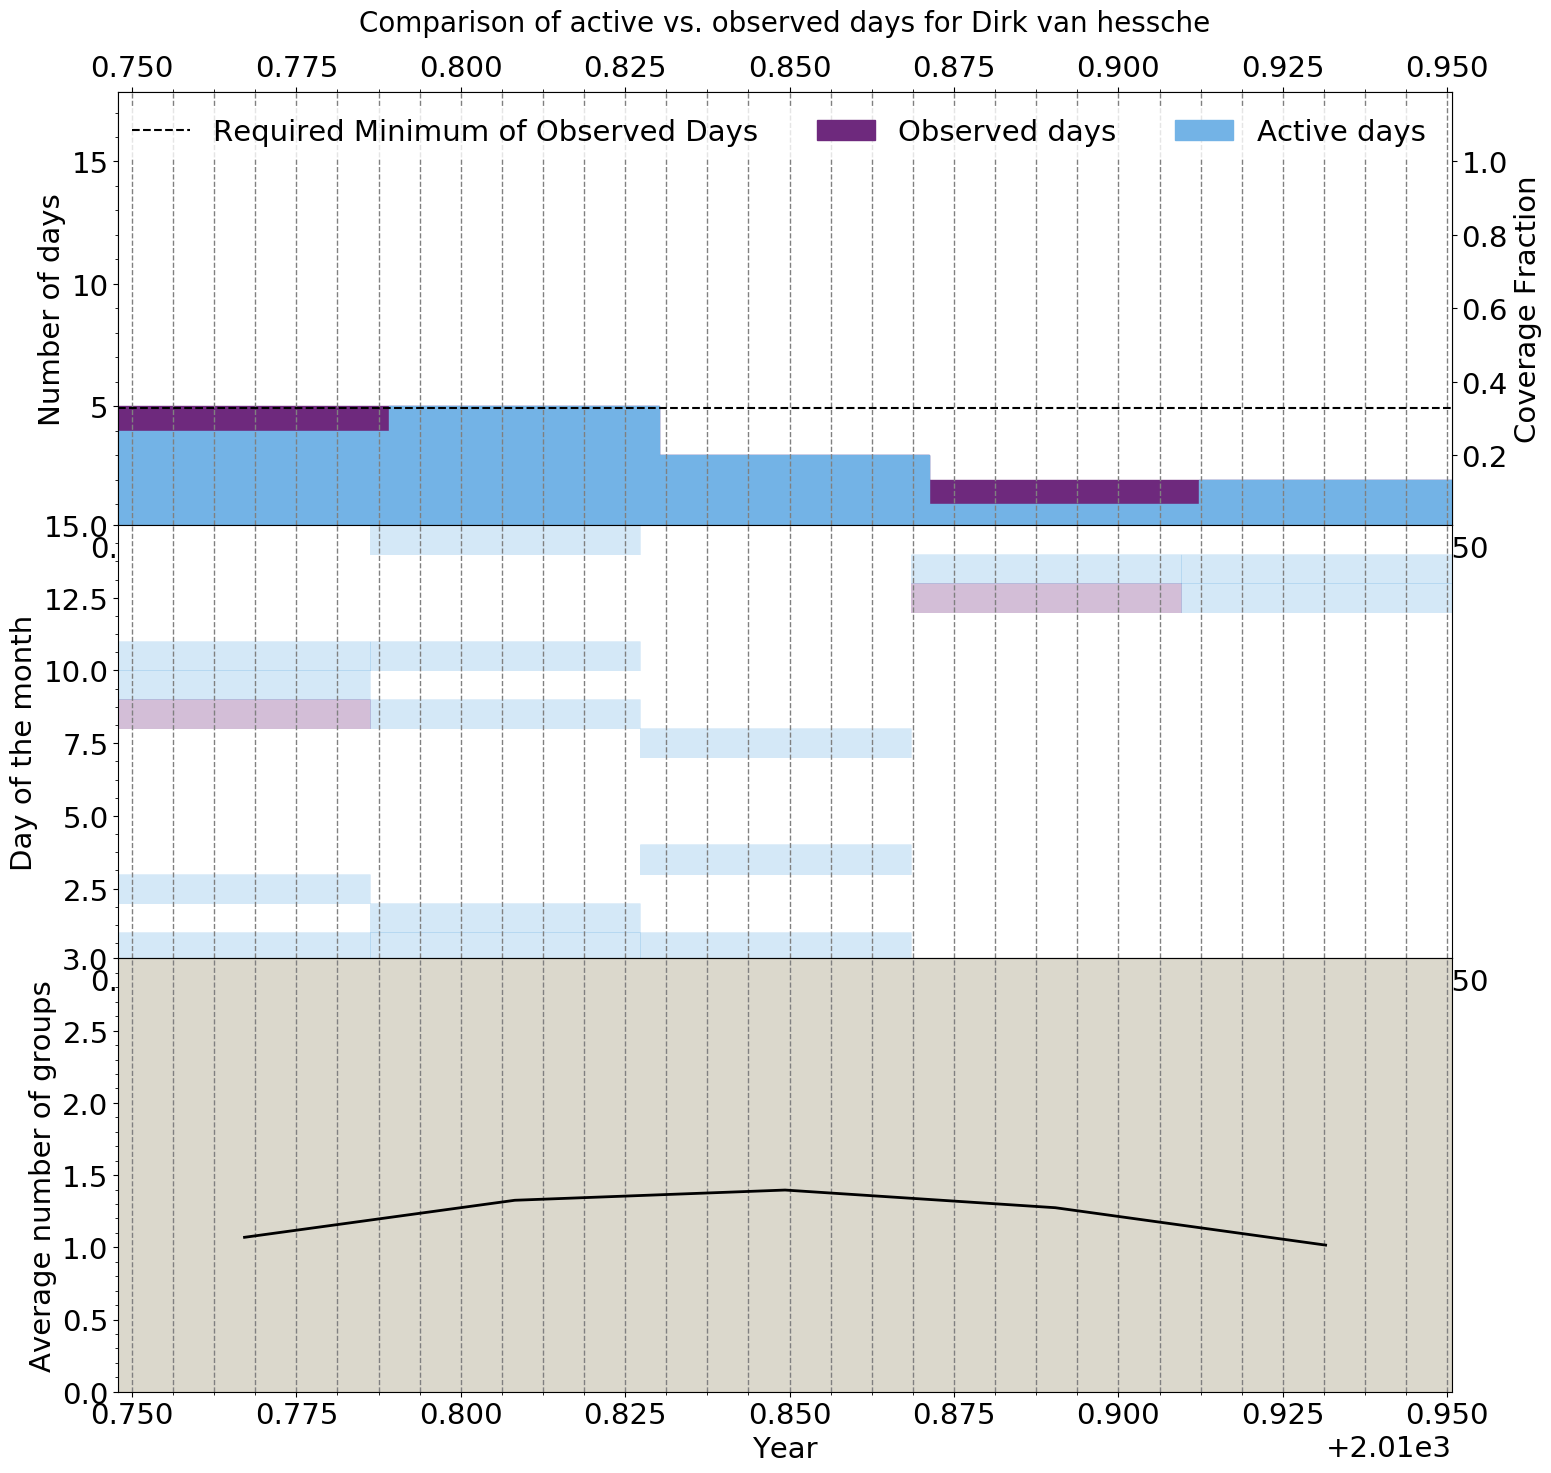 Comparison of active vs. observed days for Dirk van hessche
0.750 0.775 0.800 0.825 0.850 0.875 0.900 0.925 0.950
Required Minimum of Observed Days Observed days Active days
Number of days
15
10
5
Coverage Fraction
1.0
0.8
0.6
0.4
0.2
0. 50
Day of the month
15.0
12.5
10.0
7.5
5.0
2.5
0. 50
Average number of groups
3.0
2.5
2.0
1.5
1.0
0.5
0.0
0.750 0.775 0.800 0.825 0.850 0.875 0.900 0.925 0.950
Year
+2.01e3